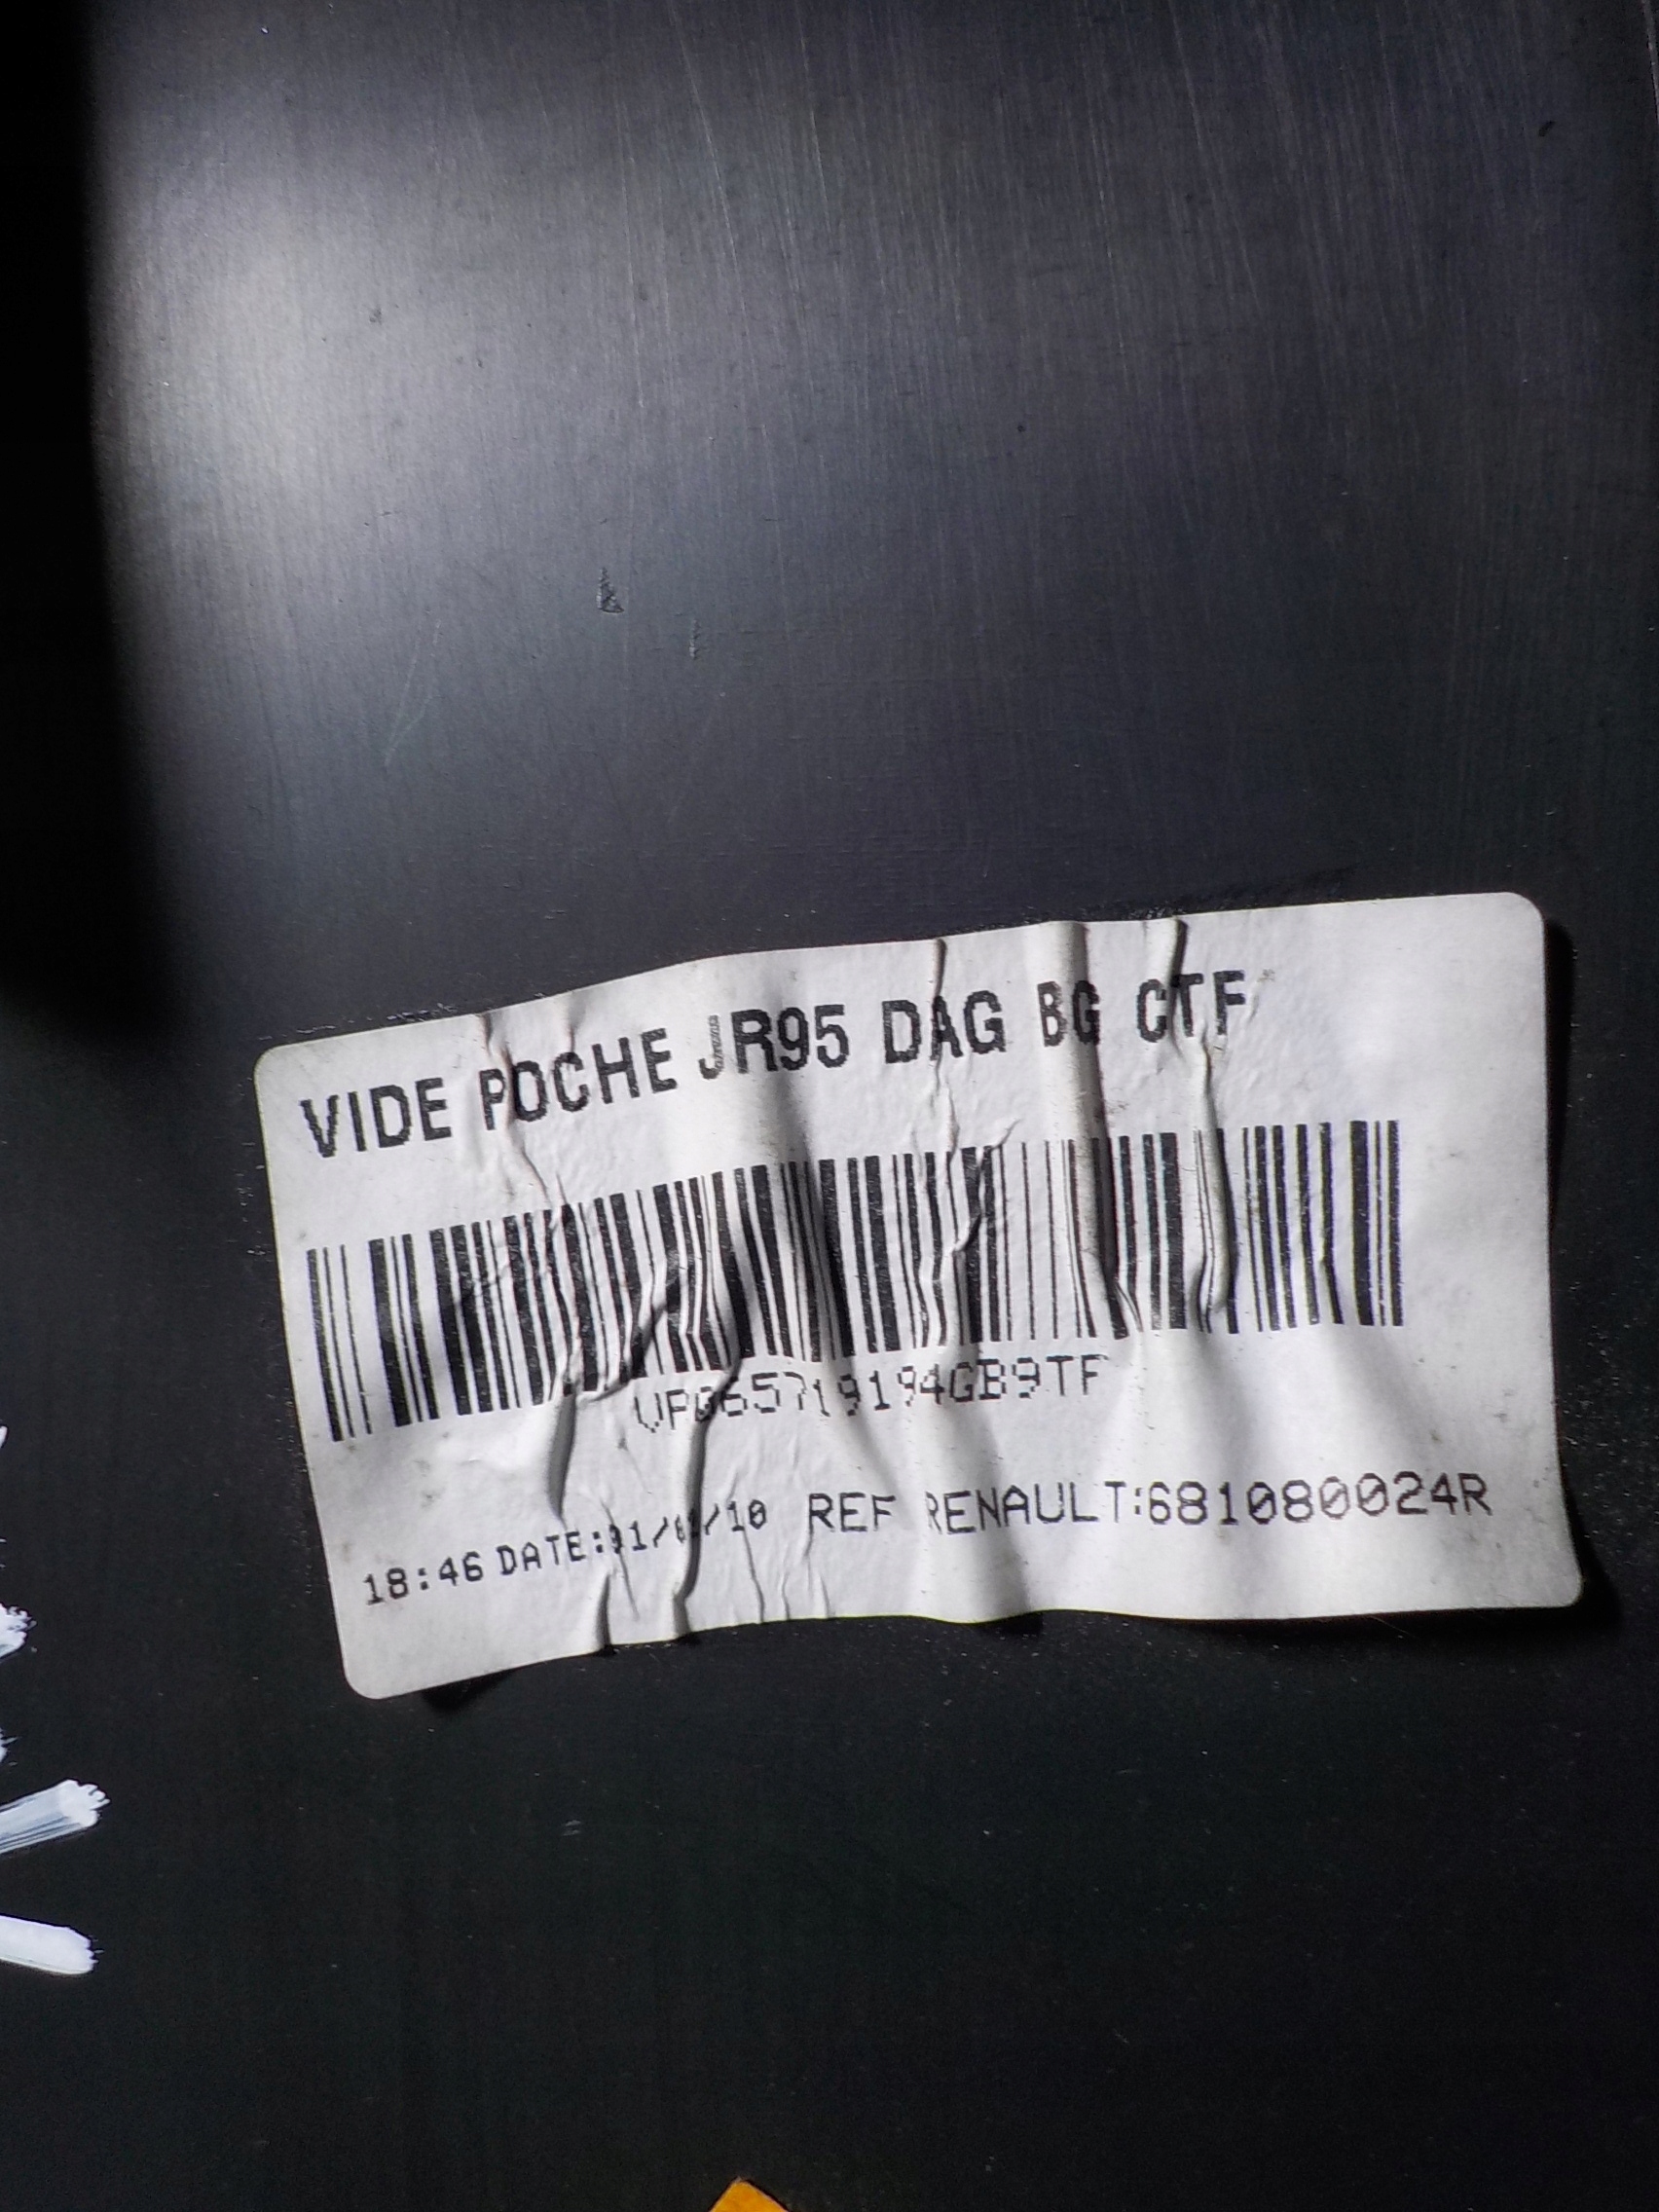 VIDE POCHE JR95 DAG BG CTF
18:46 DATE: REF RENAULT:681080024R